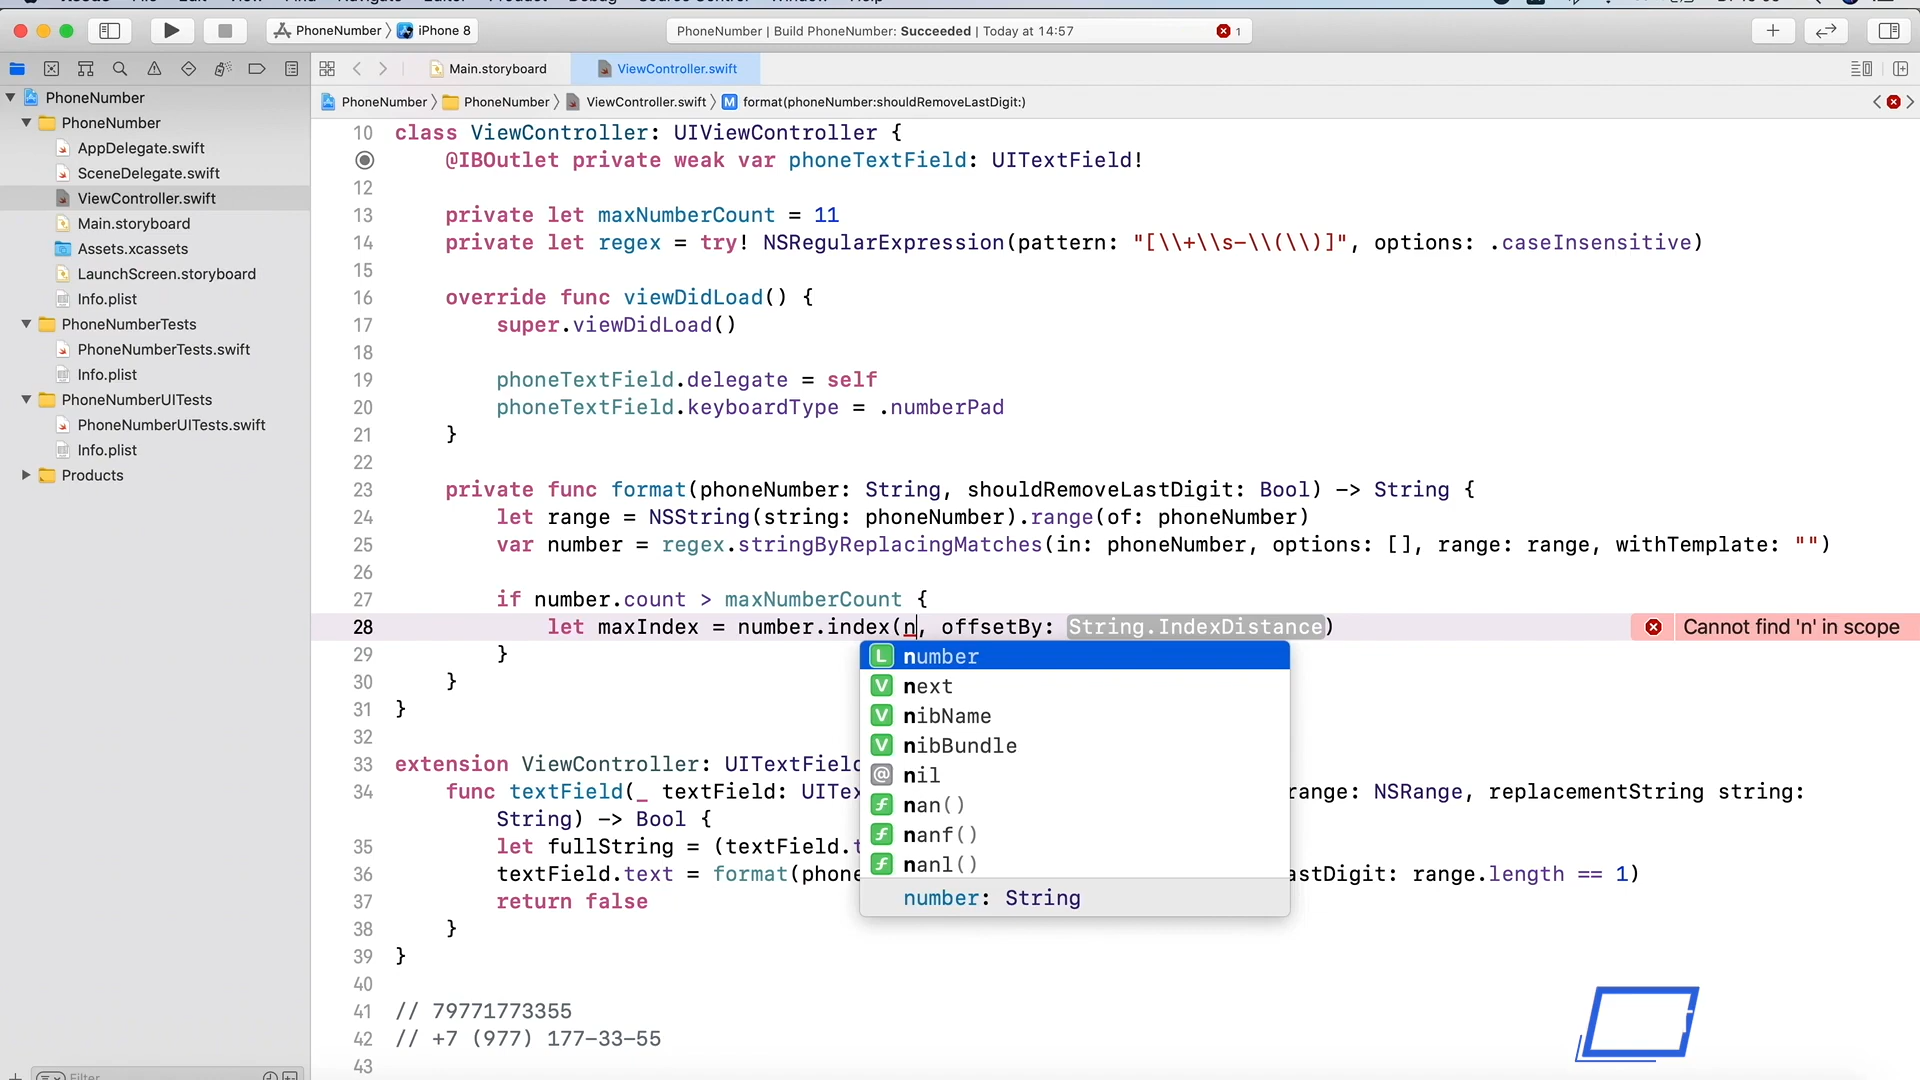 PhoneNumber
iPhone 8
PhoneNumber | Build PhoneNumber: Succeeded | Today at 14:57
1
Main.storyboard
ViewController.swift
PhoneNumber
PhoneNumber
ViewController.swift
M
format(phoneNumber:shouldRemoveLastDigit:)
PhoneNumber
PhoneNumber
AppDelegate.swift
SceneDelegate.swift
ViewController.swift
Main.storyboard
Assets.xcassets
LaunchScreen.storyboard
Info.plist
PhoneNumberTests
PhoneNumberTests.swift
Info.plist
PhoneNumberUITests
PhoneNumberUITests.swift
Info.plist
Products
Filter
10 class ViewController: UIViewController {
@IBOutlet private weak var phoneTextField: UITextField!
12
13 private let maxNumberCount = 11
14 private let regex = try! NSRegularExpression(pattern: "[\\+\\s-\\(\\)]", options: .caseInsensitive)
15
16 override func viewDidLoad() {
17 super.viewDidLoad()
18
19 phoneTextField.delegate = self
20 phoneTextField.keyboardType = .numberPad
21 }
22
23 private func format(phoneNumber: String, shouldRemoveLastDigit: Bool) -> String {
24 let range = NSString(string: phoneNumber).range(of: phoneNumber)
25 var number = regex.stringByReplacingMatches(in: phoneNumber, options: [], range: range, withTemplate: "")
26
27 if number.count > maxNumberCount {
28 let maxIndex = number.index(n, offsetBy: String.IndexDistance)
Cannot find 'n' in scope
29 }
30 }
31 }
32
33 extension ViewController: UITextField
34 func textField(_ textField: UITex range: NSRange, replacementString string:
String) -> Bool {
35 let fullString = (textField.t
36 textField.text = format(phone astDigit: range.length == 1)
37 return false
38 }
39 }
40
41 // 79771773355
42 // +7 (977) 177-33-55
43
L number
V next
V nibName
V nibBundle
@ nil
f nan()
f nanf()
f nanl()
number: String